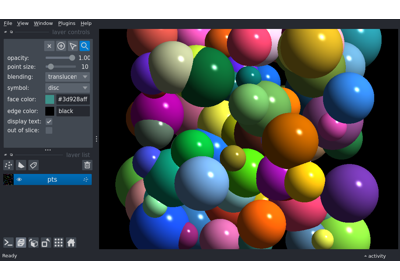 File View Window Plugins Help
layer controls
opacity: 1.00
point size: 10
blending: translucen
symbol: disc
face color: #3d928aff
edge color: black
display text:
out of slice:
layer list
pts
Ready activity